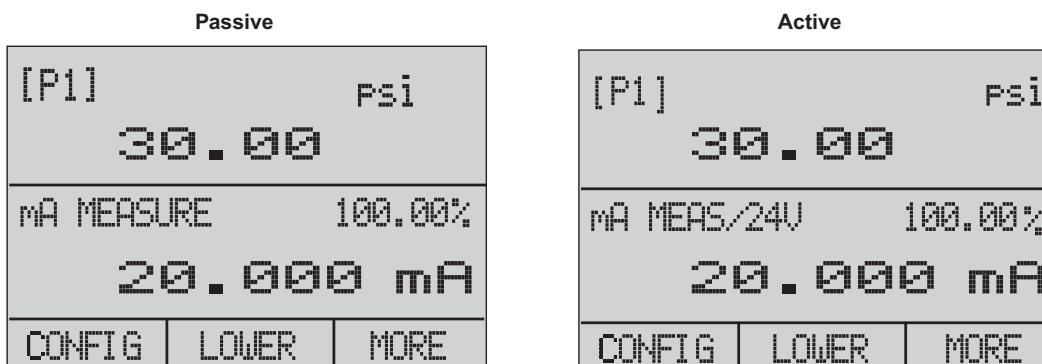 Passive
[P1] psi
30.00
mA MEASURE 100.00%
20.000 mA
CONFIG LOWER MORE
Active
[P1] psi
30.00
mA MEAS/24V 100.00%
20.000 mA
CONFIG LOWER MORE